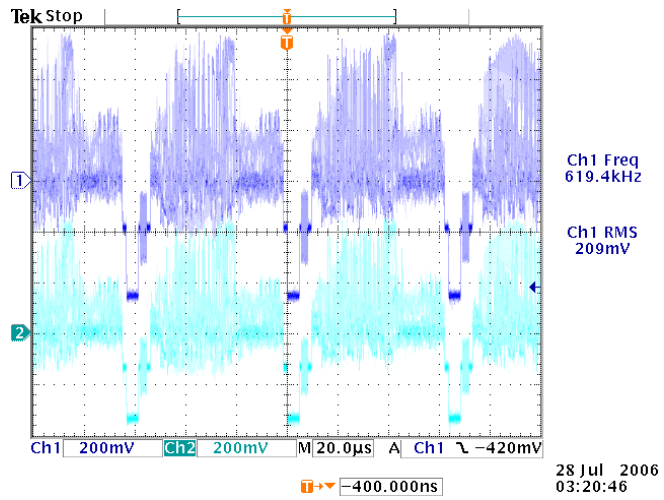 Tek Stop
T
T
1
Ch1 Freq
619.4kHz
Ch1 RMS
209mV
2
Ch1 200mV Ch2 200mV M 20.0µs A Ch1 −420mV
T −400.000ns
28 Jul 2006
03:20:46